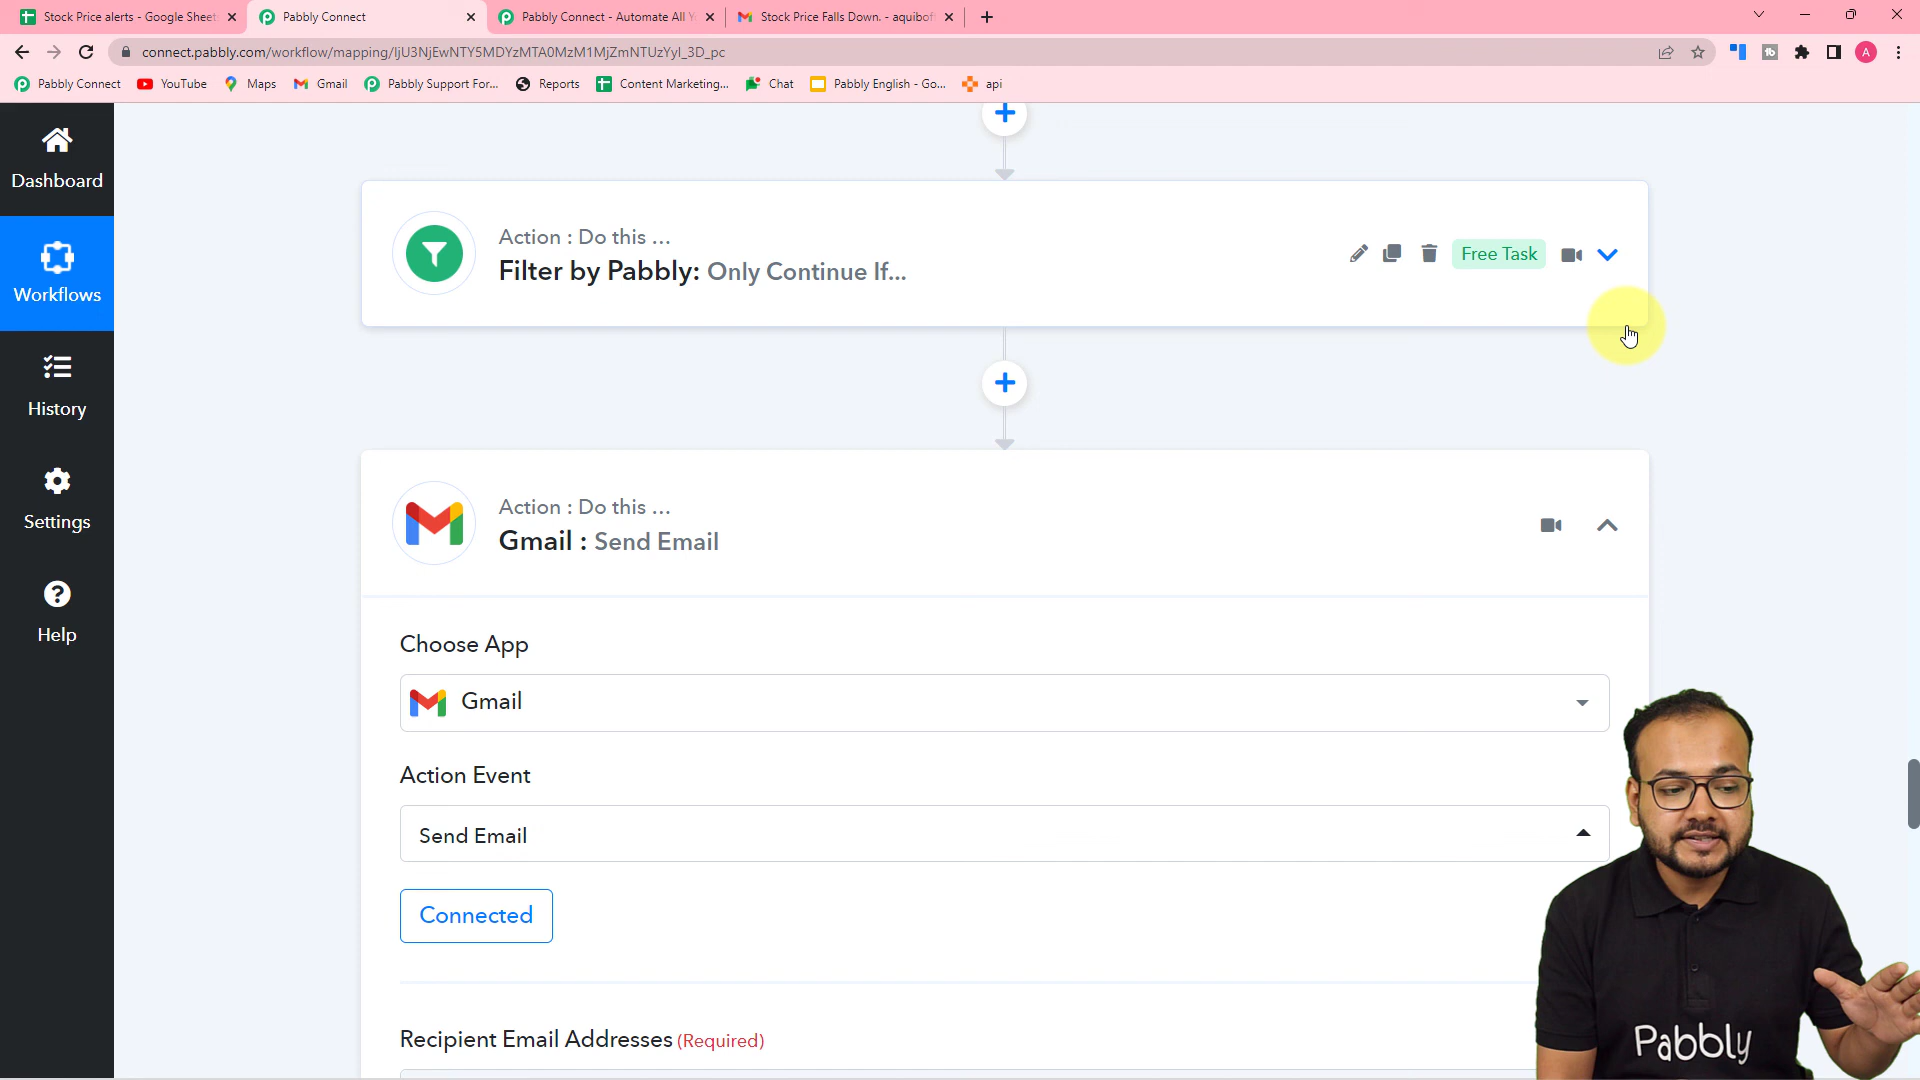 Stock Price alerts - Google Sheet
Pabbly Connect
Pabbly Connect - Automate All Y
Stock Price Falls Down. - aquibof
connect.pabbly.com/workflow/mapping/
Pabbly Connect
YouTube
Maps
Gmail
Pabbly Support For...
Reports
Content Marketing...
Chat
Pabbly English - Go...
api
A
Dashboard
Workflows
History
Settings
Help
Action : Do this ...
Filter by Pabbly: Only Continue If...
Free Task
Action : Do this ...
Gmail : Send Email
Choose App
Gmail
Action Event
Send Email
Connected
Recipient Email Addresses (Required)
Pabbly